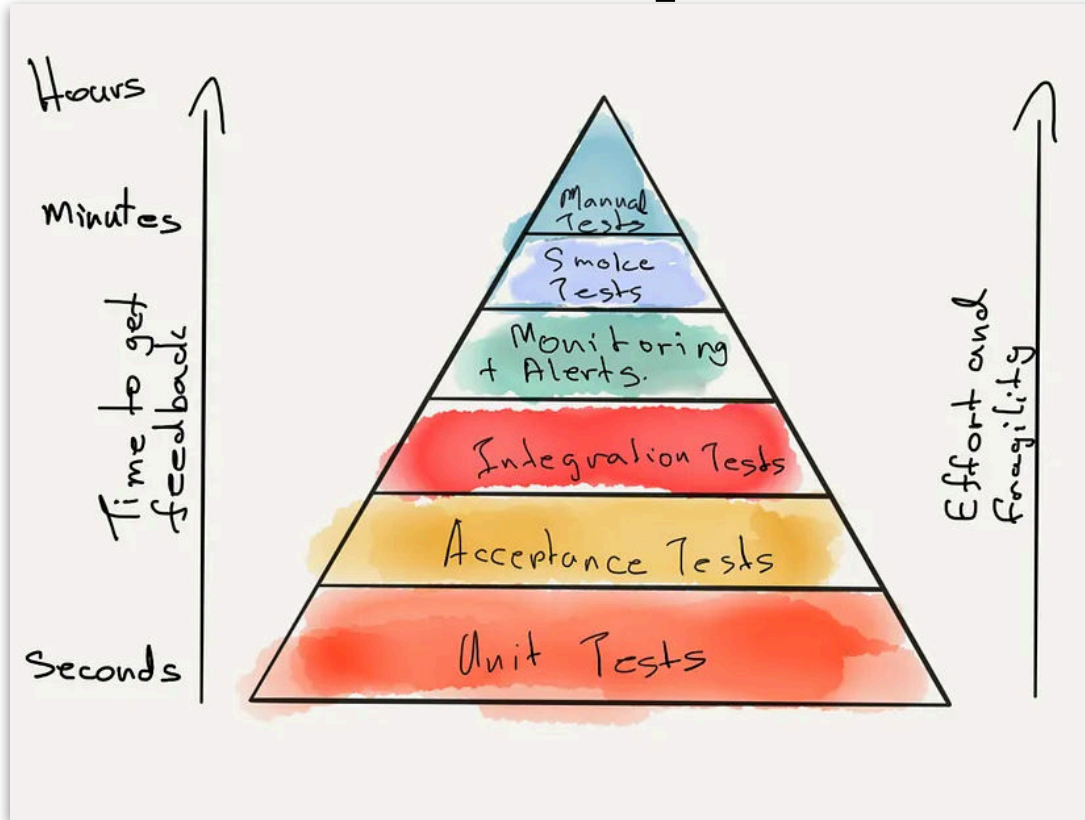 Hours
Minutes
Time to get
feedback
Seconds
Manual
Tests
Smoke
Tests
Monitoring
+ Alerts.
Integration Tests
Acceptance Tests
Unit Tests
Effort and
fragility